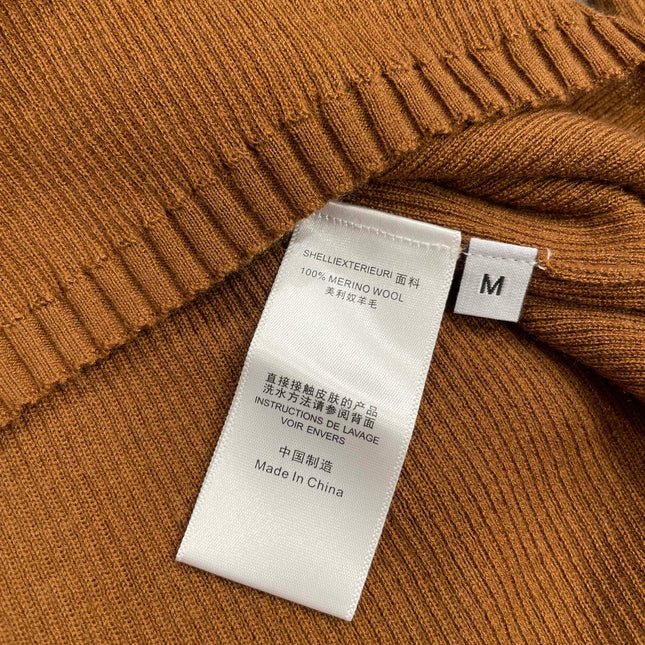 SHELLIEXTERIEURI 面料
100% MERINO WOOL
美利奴羊毛
直接接触皮肤的产品
洗水方法请参阅背面
INSTRUCTIONS DE LAVAGE
VOIR ENVERS
中国制造
Made In China
M